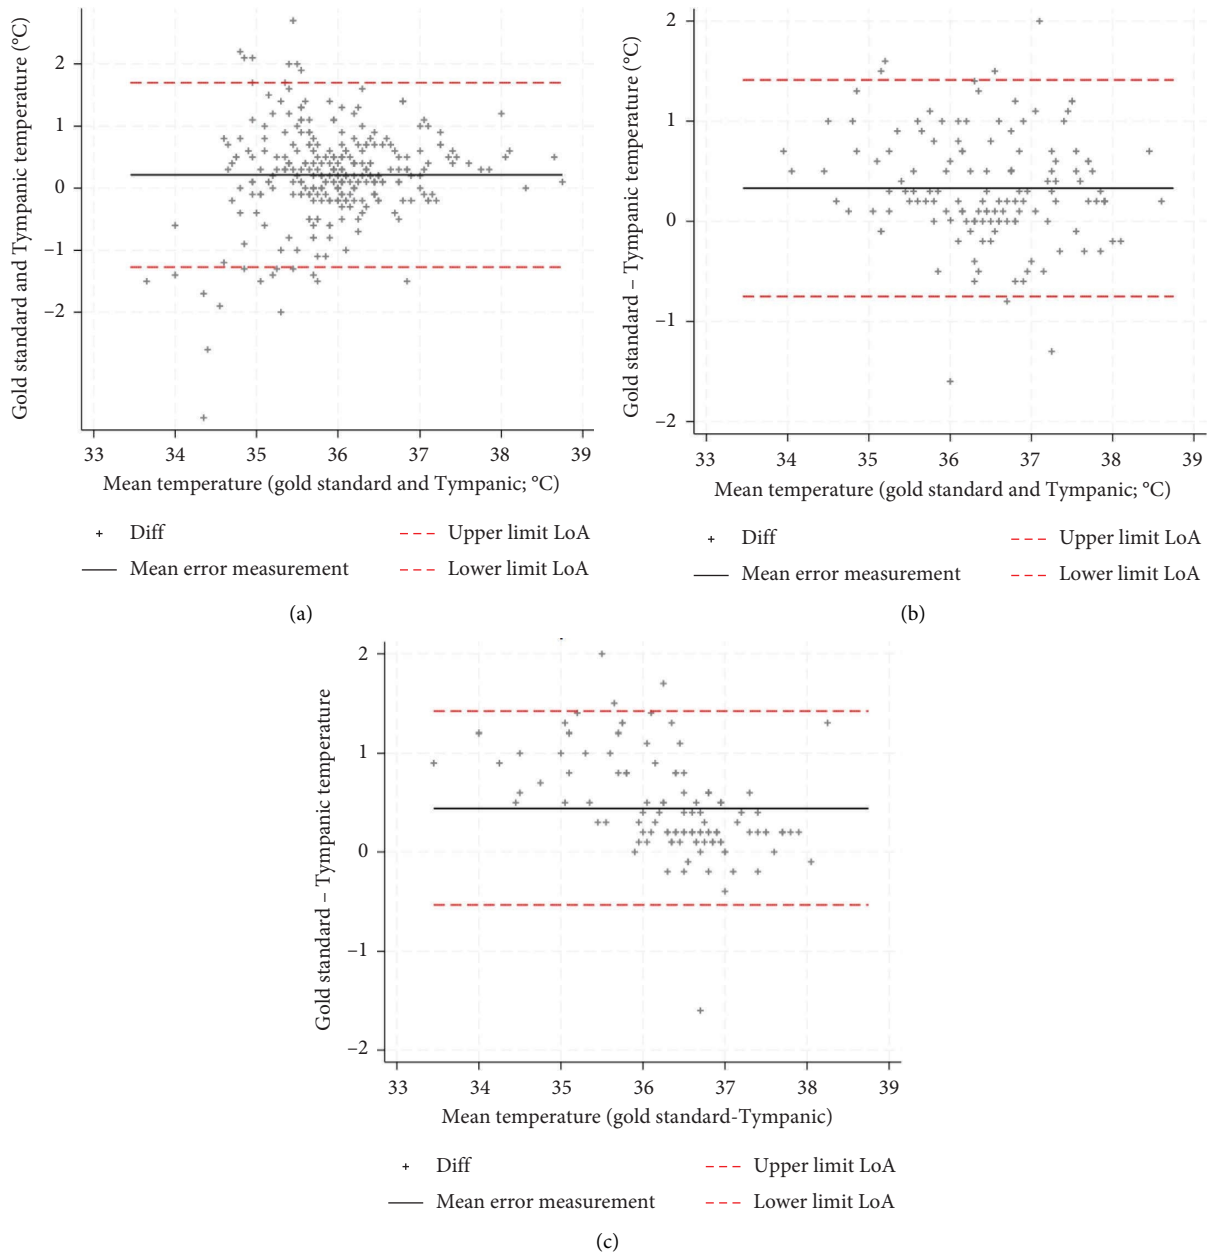 Gold standard and Tympanic temperature (°C)
2
1
0
−1
−2
33 34 35 36 37 38 39
Mean temperature (gold standard and Tympanic; °C)
Diff
Upper limit LoA
Mean error measurement
Lower limit LoA
(a)
Gold standard − Tympanic temperature (°C)
2
1
0
−1
−2
33 34 35 36 37 38 39
Mean temperature (gold standard and Tympanic; °C)
Diff
Upper limit LoA
Mean error measurement
Lower limit LoA
(b)
Gold standard − Tympanic temperature
2
1
0
−1
−2
33 34 35 36 37 38 39
Mean temperature (gold standard-Tympanic)
Diff
Upper limit LoA
Mean error measurement
Lower limit LoA
(c)